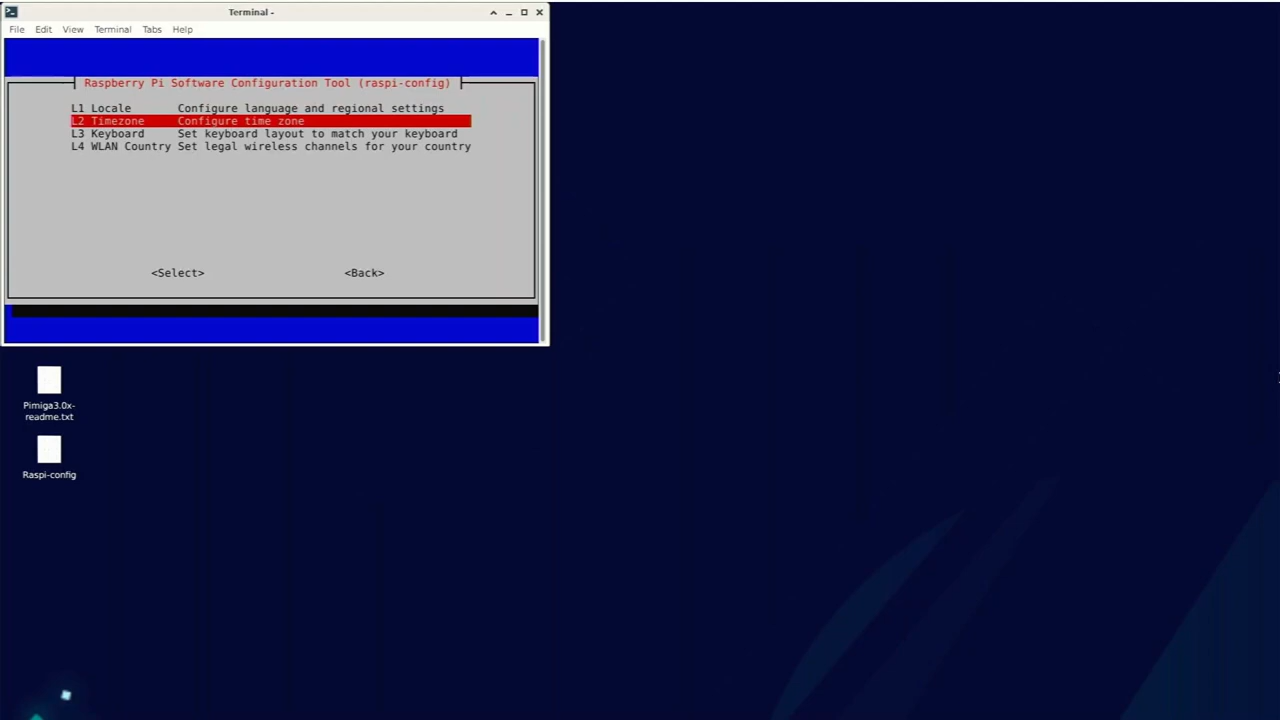 Terminal -
File Edit View Terminal Tabs Help
Raspberry Pi Software Configuration Tool (raspi-config)
L1 Locale Configure language and regional settings
L2 Timezone Configure time zone
L3 Keyboard Set keyboard layout to match your keyboard
L4 WLAN Country Set legal wireless channels for your country
<Select> <Back>
Pimiga3.0x-
readme.txt
Raspi-config